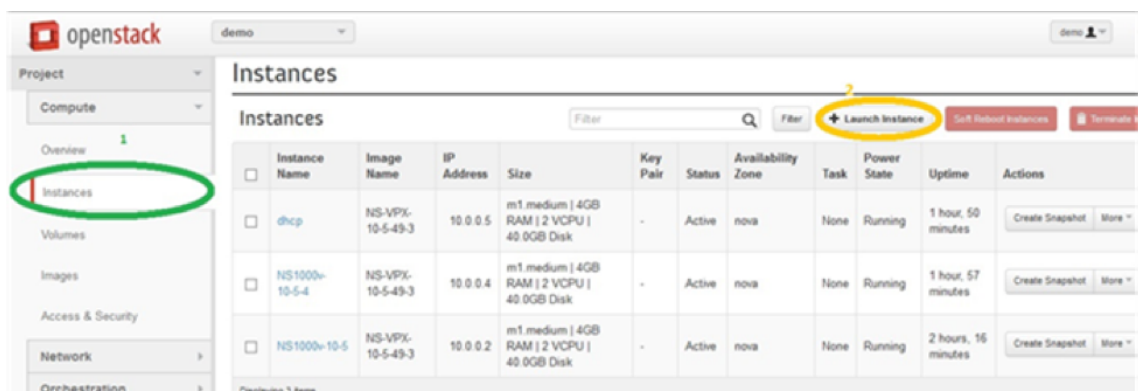 openstack
demo
demo
Project
Instances
Compute
Instances
Filter
Filter
2
+ Launch Instance
Soft Reboot Instances
Terminate
Overview
1
Instances
Volumes
Images
Access & Security
Network
Orchestration
Instance Name
Image Name
IP Address
Size
Key Pair
Status
Availability Zone
Task
Power State
Uptime
Actions
dhcp
NS-VPX-
10-5-49-3
10.0.0.5
m1.medium | 4GB
RAM | 2 VCPU |
40.0GB Disk
-
Active
nova
None
Running
1 hour, 50
minutes
Create Snapshot
More
NS1000v-
10-5-4
NS-VPX-
10-5-49-3
10.0.0.4
m1.medium | 4GB
RAM | 2 VCPU |
40.0GB Disk
-
Active
nova
None
Running
1 hour, 57
minutes
Create Snapshot
More
NS1000v-10-5
NS-VPX-
10-5-49-3
10.0.0.2
m1.medium | 4GB
RAM | 2 VCPU |
40.0GB Disk
-
Active
nova
None
Running
2 hours, 16
minutes
Create Snapshot
More